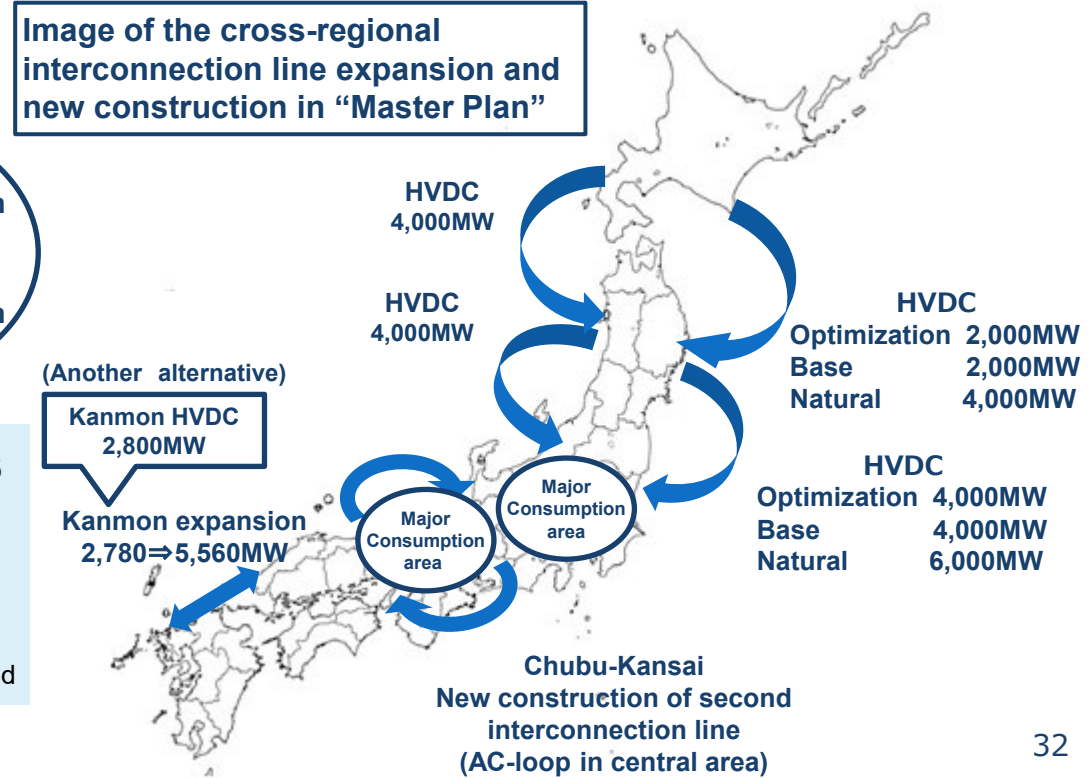 Image of the cross-regional
interconnection line expansion and
new construction in “Master Plan”
HVDC
4,000MW
HVDC
4,000MW
HVDC
Optimization 2,000MW
Base 2,000MW
Natural 4,000MW
HVDC
Optimization 4,000MW
Base 4,000MW
Natural 6,000MW
(Another alternative)
Kanmon HVDC
2,800MW
Kanmon expansion
2,780⇒5,560MW
Major
Consumption
area
Major
Consumption
area
Chubu-Kansai
New construction of second
interconnection line
(AC-loop in central area)
32